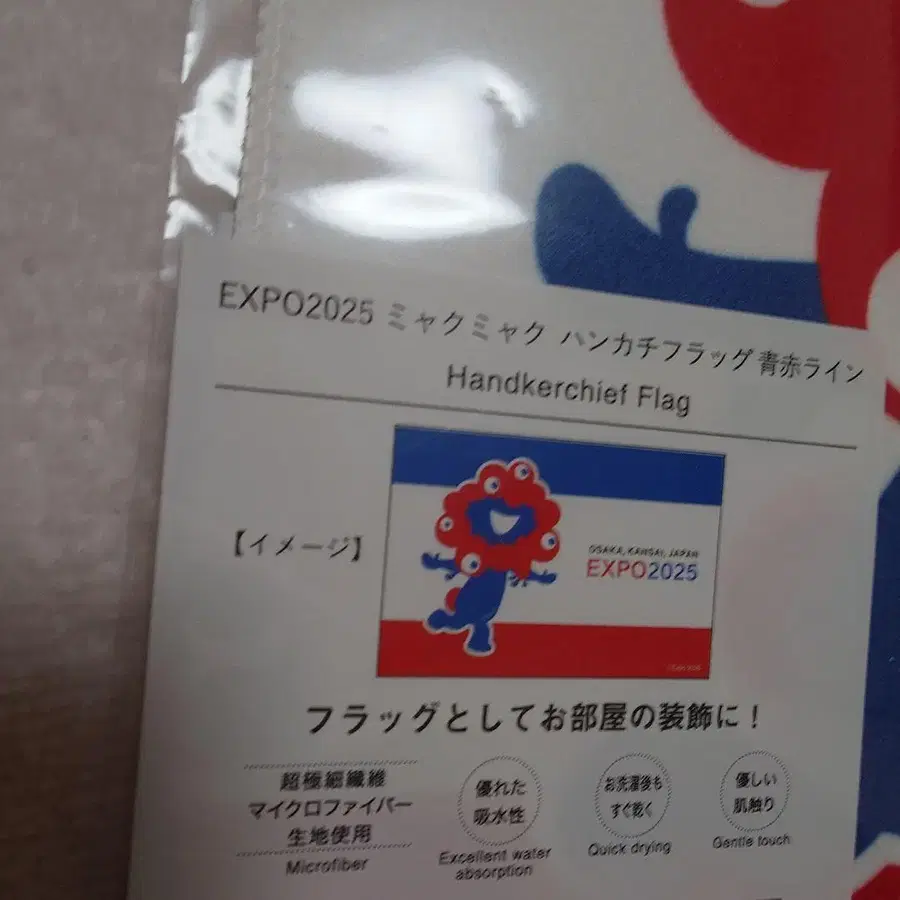 EXPO2025 ミャクミャク ハンカチフラッグ 青赤ライン
Handkerchief Flag
【イメージ】
OSAKA, KANSAI, JAPAN
EXPO2025
フラッグとしてお部屋の装飾に！
超極細繊維
マイクロファイバー
生地使用
Microfiber
優れた
吸水性
Excellent water
absorption
お洗濯後も
すぐ乾く
Quick drying
優しい
肌触り
Gentle touch